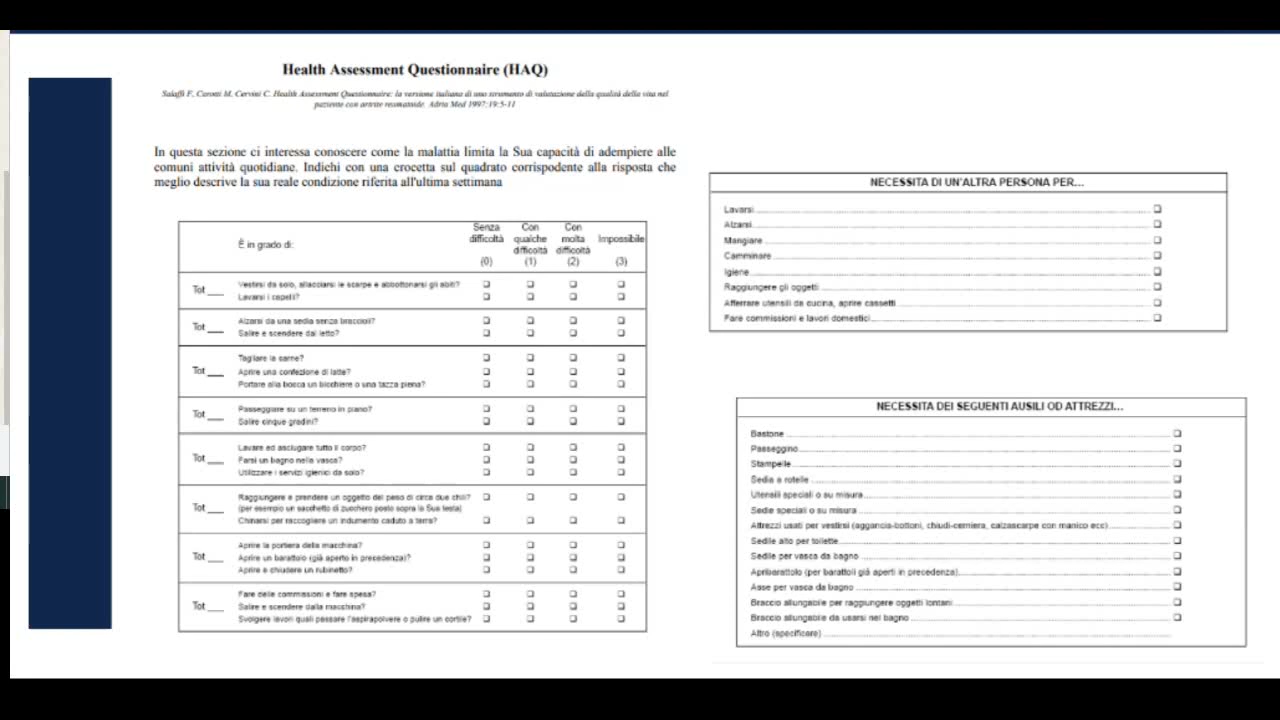 Health Assessment Questionnaire (HAQ)
Salaffi F, Carotti M, Cervini C. Health Assessment Questionnaire: la versione italiana di uno strumento di valutazione della qualità della vita nel
paziente con artrite reumatoide. Adria Med 1997;19:5-11
In questa sezione ci interessa conoscere come la malattia limita la Sua capacità di adempiere alle
comuni attività quotidiane. Indichi con una crocetta sul quadrato corrispodente alla risposta che
meglio descrive la sua reale condizione riferita all'ultima settimana
È in grado di:
Senza difficoltà (0)
Con qualche difficoltà (1)
Con molta difficoltà (2)
Impossibile (3)
Tot ___
Vestirsi da solo, allacciarsi le scarpe e abbottonarsi gli abiti?
Lavarsi i capelli?
Tot ___
Alzarsi da una sedia senza braccioli?
Salire e scendere dal letto?
Tot ___
Tagliare la carne?
Aprire una confezione di latte?
Portare alla bocca un bicchiere o una tazza piena?
Tot ___
Passeggiare su un terreno in piano?
Salire cinque gradini?
Tot ___
Lavare ed asciugare tutto il corpo?
Farsi un bagno nella vasca?
Utilizzare i servizi igienici da solo?
Tot ___
Raggiungere e prendere un oggetto del peso di circa due chili?
(per esempio un sacchetto di zucchero posto sopra la Sua testa)
Chinarsi per raccogliere un indumento caduto a terra?
Tot ___
Aprire la portiera della macchina?
Aprire un barattolo (già aperto in precedenza)?
Aprire e chiudere un rubinetto?
Tot ___
Fare delle commissioni e fare spesa?
Salire e scendere dalla macchina?
Svolgere lavori quali passare l'aspirapolvere o pulire un cortile?
NECESSITA DI UN'ALTRA PERSONA PER...
Lavarsi
Alzarsi
Mangiare
Camminare
Igiene
Raggiungere gli oggetti
Afferrare utensili da cucina, aprire cassetti
Fare commissioni e lavori domestici
NECESSITA DEI SEGUENTI AUSILI OD ATTREZZI...
Bastone
Passeggino
Stampelle
Sedia a rotelle
Utensili speciali o su misura
Sedie speciali o su misura
Attrezzi usati per vestirsi (aggancia-bottoni, chiudi-cerniera, calzascarpe con manico ecc)
Sedile alto per toilette
Sedile per vasca da bagno
Apribarattolo (per barattoli già aperti in precedenza)
Asse per vasca da bagno
Braccio allungabile per raggiungere oggetti lontani
Braccio allungabile da usarsi nel bagno
Altro (specificare)